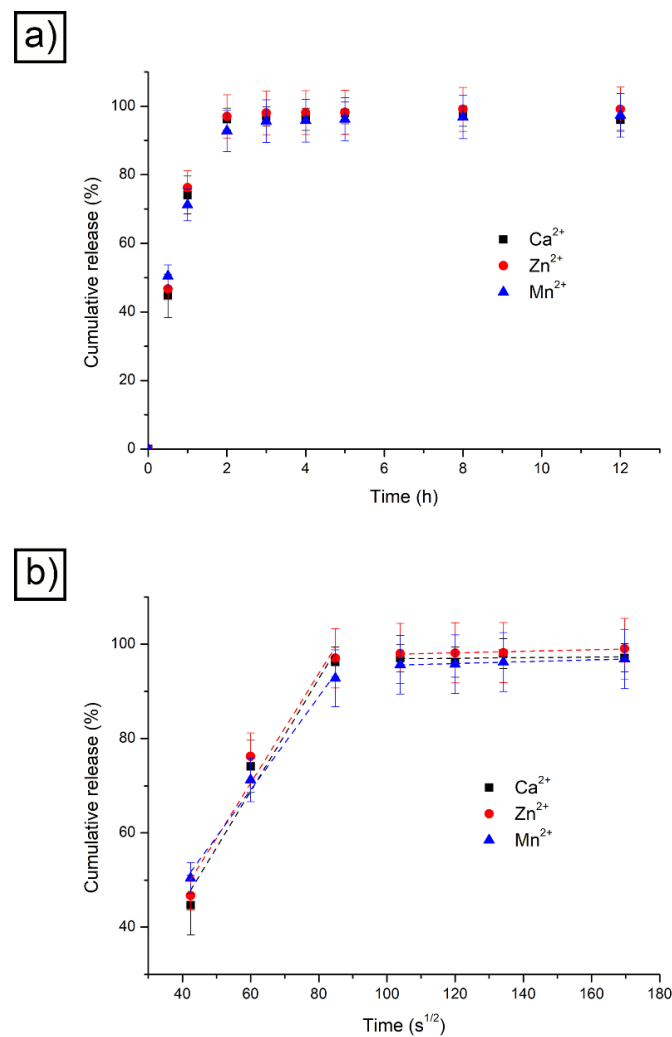 a)
Cumulative release (%)
100
80
60
40
20
0
Ca²⁺
Zn²⁺
Mn²⁺
0 2 4 6 8 10 12
Time (h)
b)
Cumulative release (%)
100
80
60
40
Ca²⁺
Zn²⁺
Mn²⁺
40 60 80 100 120 140 160 180
Time (s¹/²)